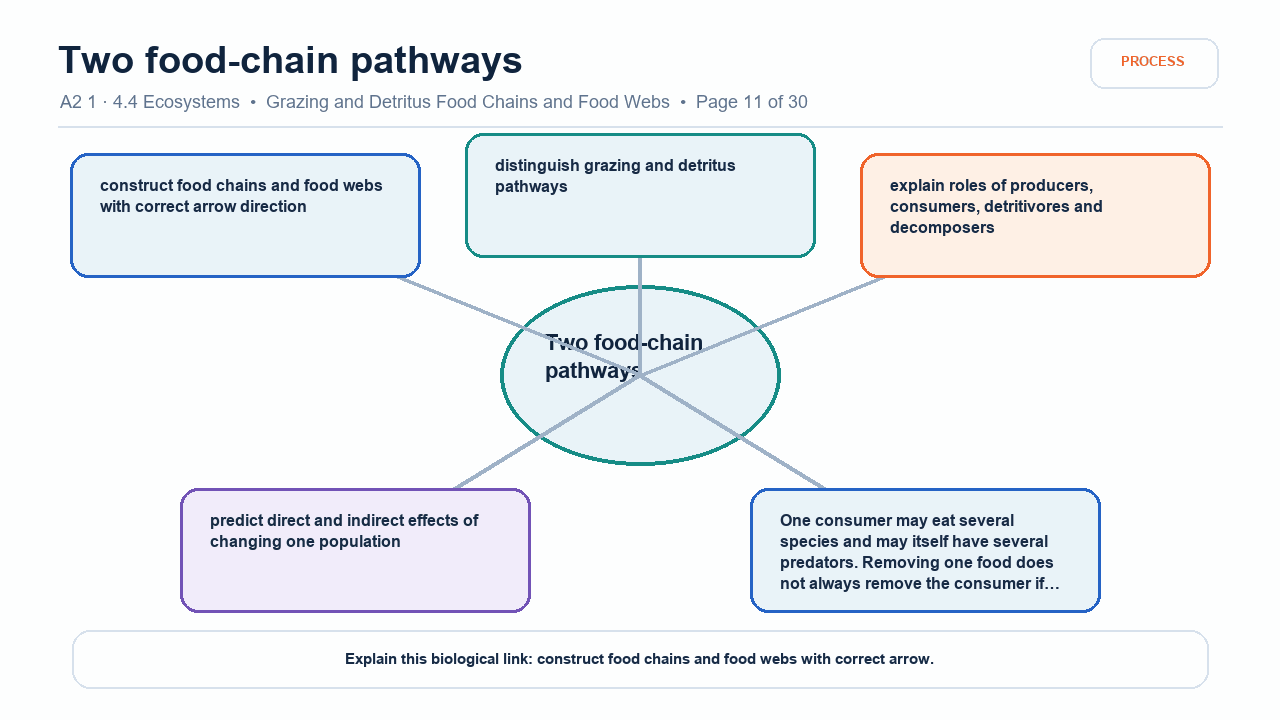 Two food-chain pathways
PROCESS
A2 1 · 4.4 Ecosystems • Grazing and Detritus Food Chains and Food Webs • Page 11 of 30
construct food chains and food webs
with correct arrow direction
distinguish grazing and detritus
pathways
explain roles of producers,
consumers, detritivores and
decomposers
Two food-chain
pathways
predict direct and indirect effects of
changing one population
One consumer may eat several
species and may itself have several
predators. Removing one food does
not always remove the consumer if…
Explain this biological link: construct food chains and food webs with correct arrow.